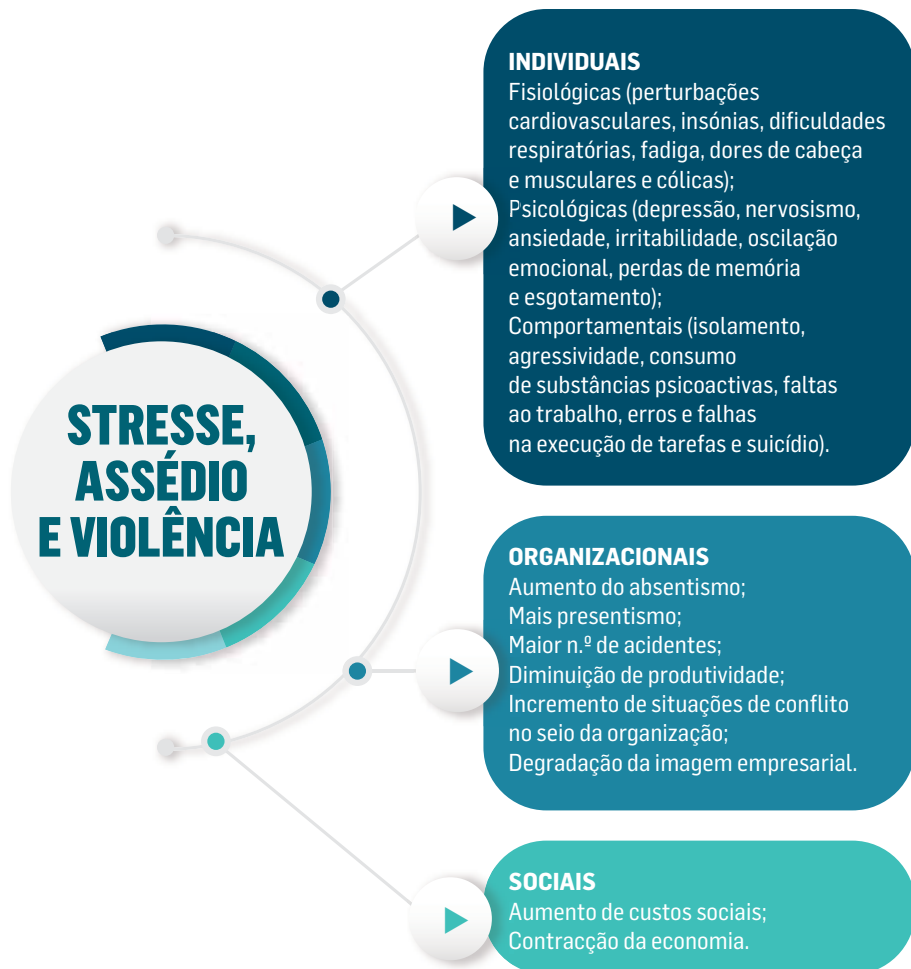 STRESSE,
ASSÉDIO
E VIOLÊNCIA
INDIVIDUAIS
Fisiológicas (perturbações
cardiovasculares, insónias, dificuldades
respiratórias, fadiga, dores de cabeça
e musculares e cólicas);
Psicológicas (depressão, nervosismo,
ansiedade, irritabilidade, oscilação
emocional, perdas de memória
e esgotamento);
Comportamentais (isolamento,
agressividade, consumo
de substâncias psicoactivas, faltas
ao trabalho, erros e falhas
na execução de tarefas e suicídio).
ORGANIZACIONAIS
Aumento do absentismo;
Mais presentismo;
Maior n.º de acidentes;
Diminuição de produtividade;
Incremento de situações de conflito
no seio da organização;
Degradação da imagem empresarial.
SOCIAIS
Aumento de custos sociais;
Contracção da economia.